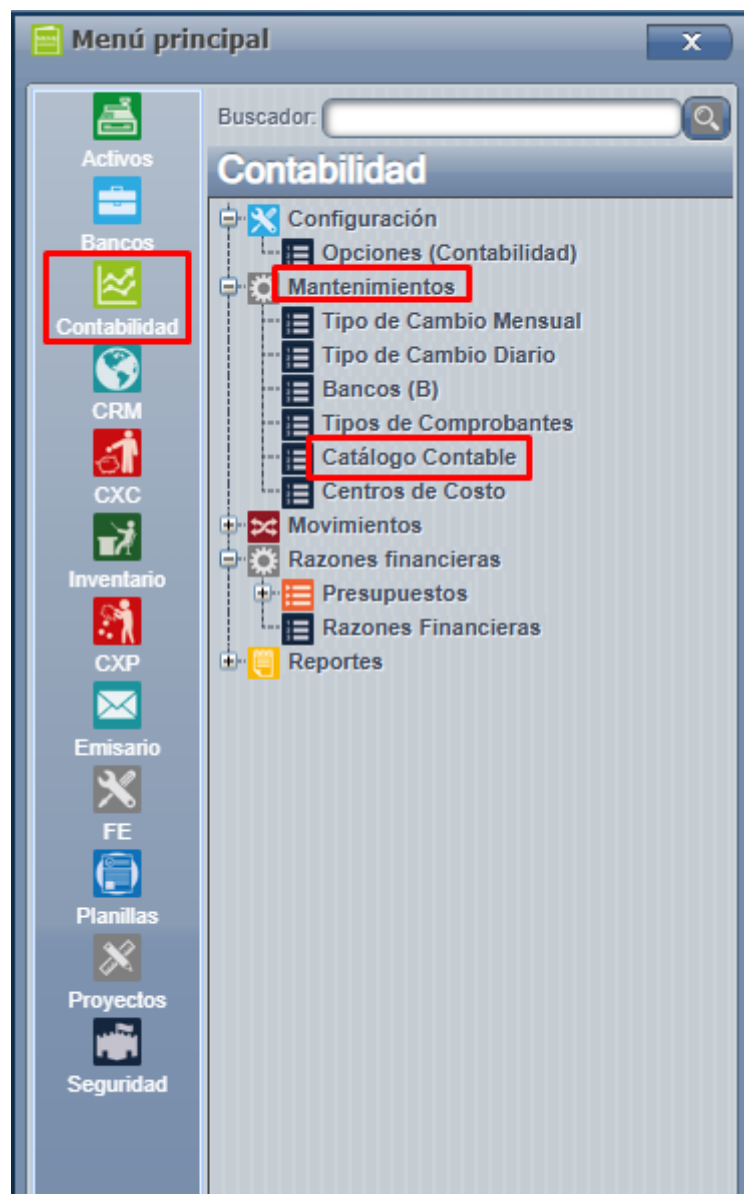 Menú principal
x
Activos
Bancos
Contabilidad
CRM
CXC
Inventario
CXP
Emisario
FE
Planillas
Proyectos
Seguridad
Buscador:
Contabilidad
Configuración
Opciones (Contabilidad)
Mantenimientos
Tipo de Cambio Mensual
Tipo de Cambio Diario
Bancos (B)
Tipos de Comprobantes
Catálogo Contable
Centros de Costo
Movimientos
Razones financieras
Presupuestos
Razones Financieras
Reportes